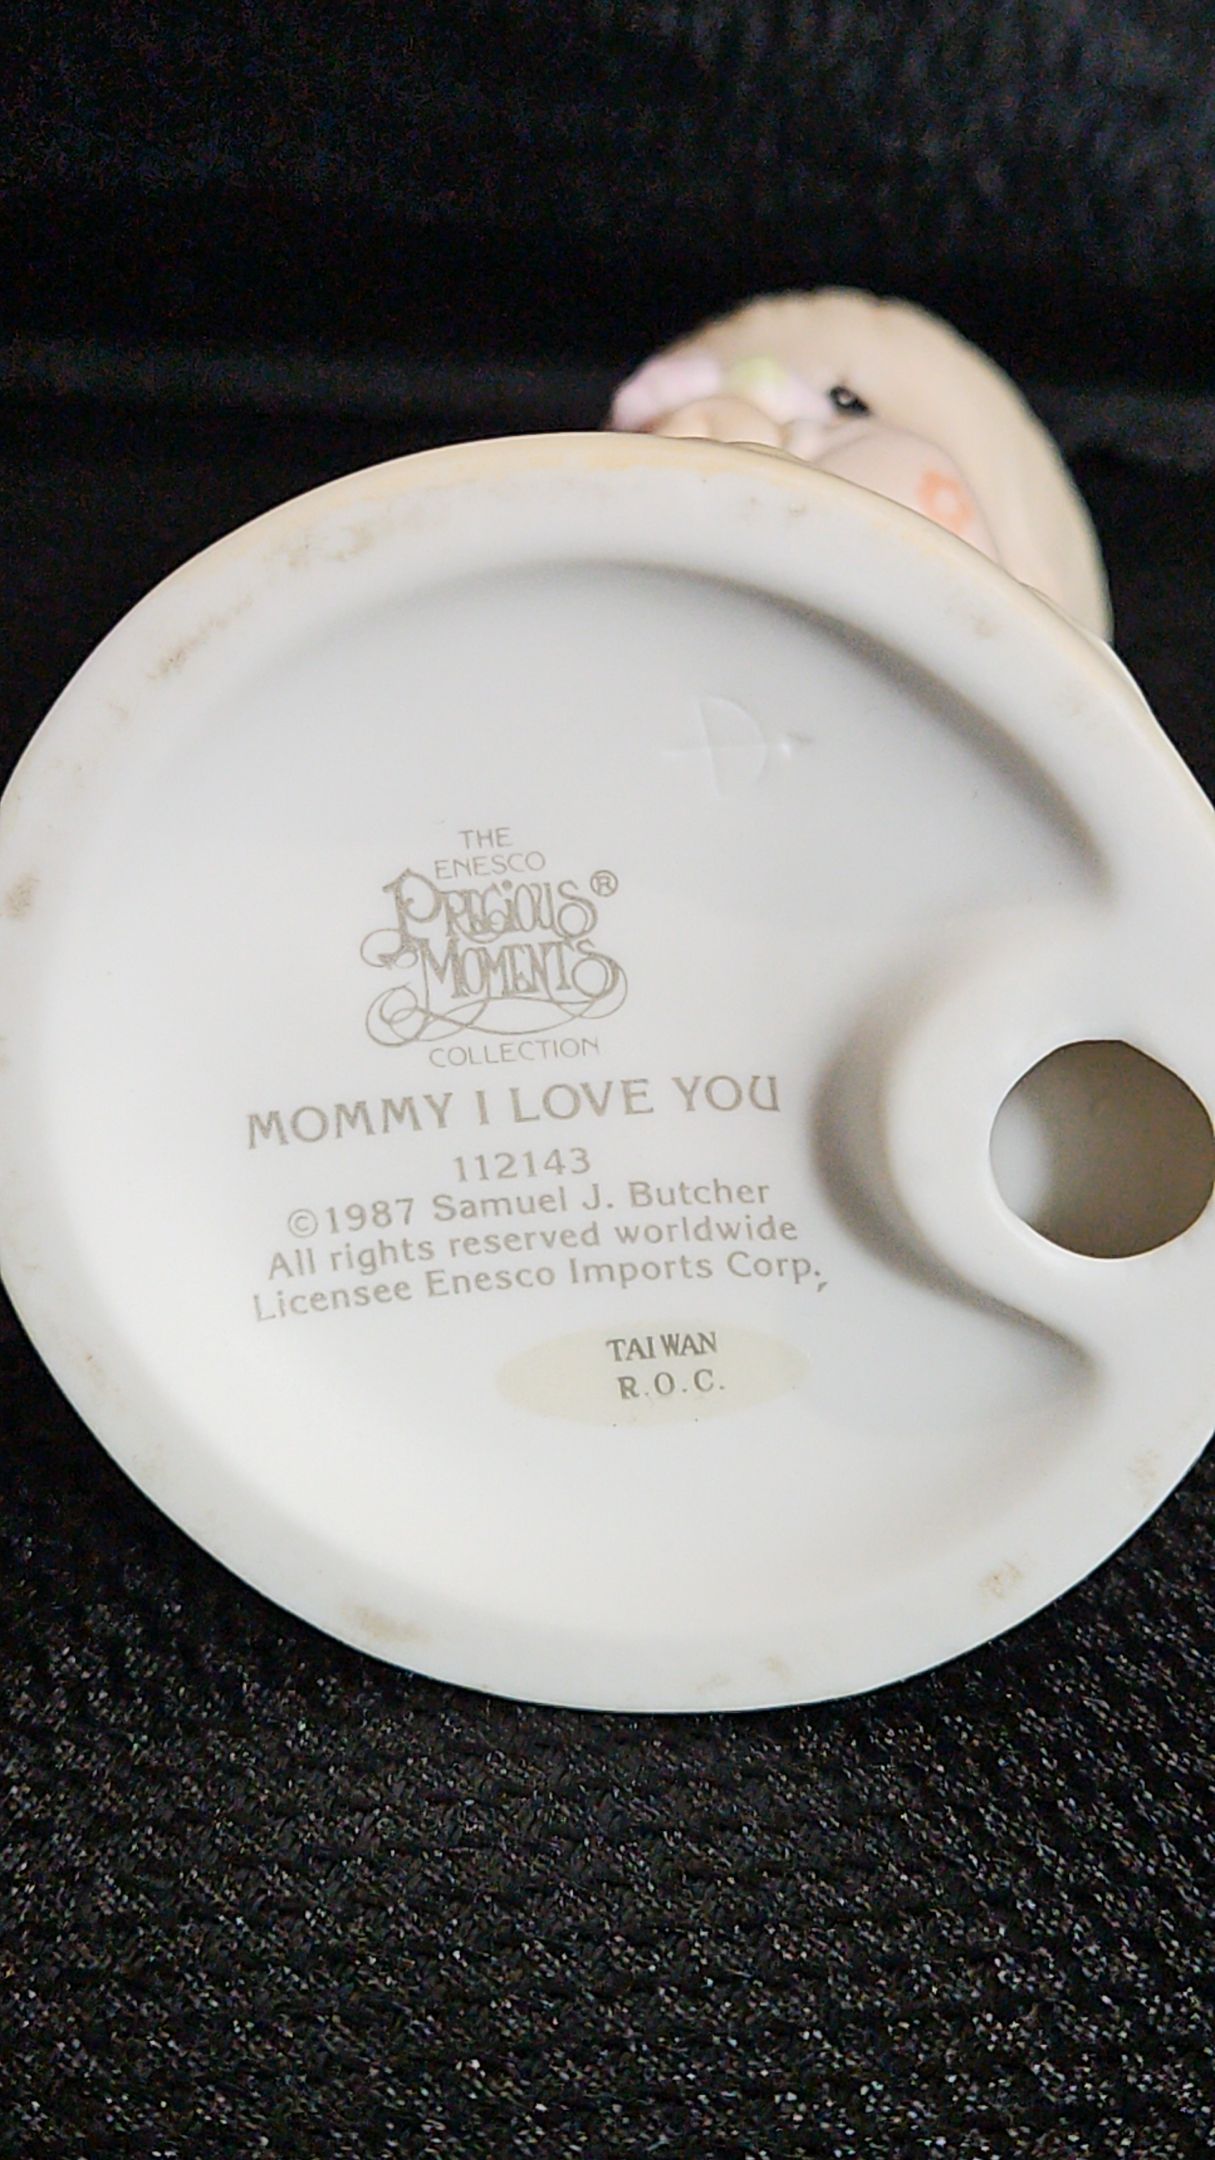 THE
ENESCO
PRECIOUS®
MOMENTS
COLLECTION
MOMMY I LOVE YOU
112143
©1987 Samuel J. Butcher
All rights reserved worldwide
Licensee Enesco Imports Corp.
TAIWAN
R.O.C.